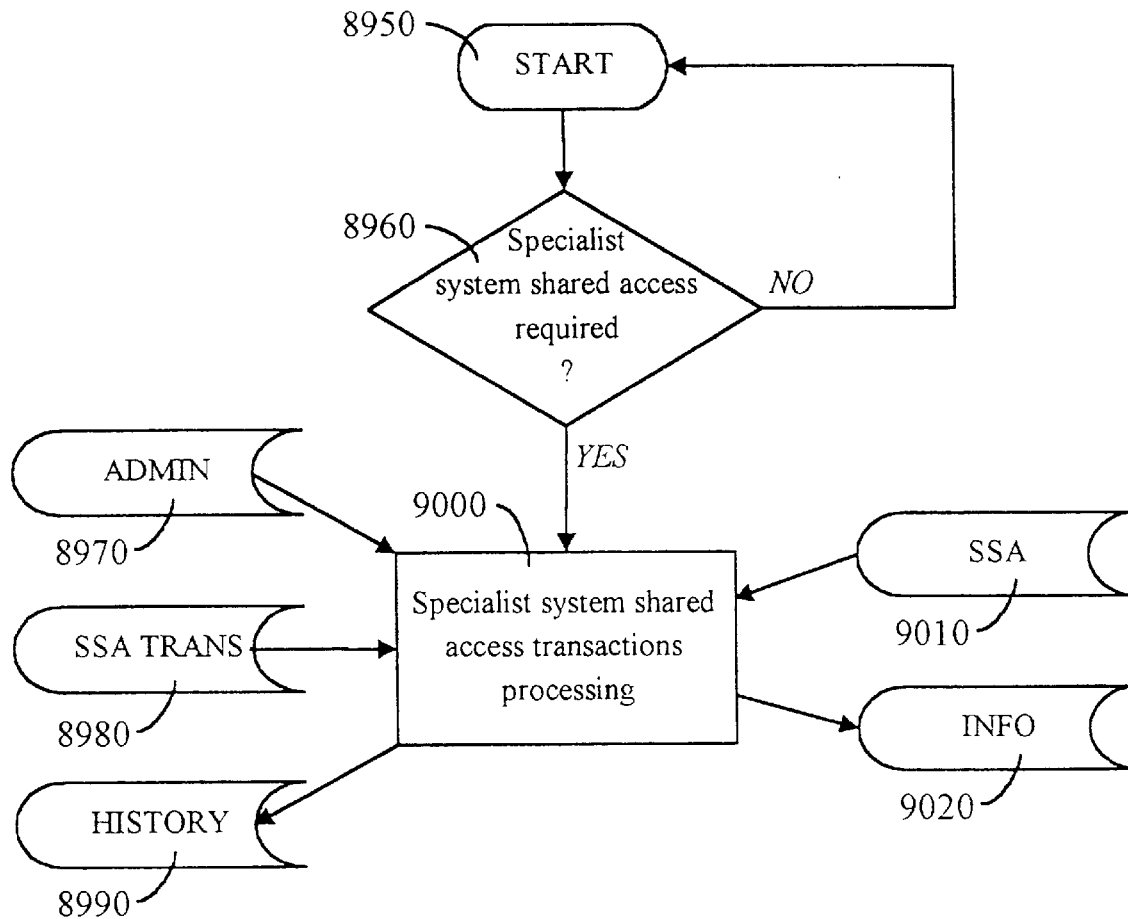 8950
START
8960
Specialist
system shared access
required
?
NO
YES
ADMIN
8970
9000
SSA
9010
Specialist system shared
access transactions
processing
SSA TRANS
8980
INFO
9020
HISTORY
8990